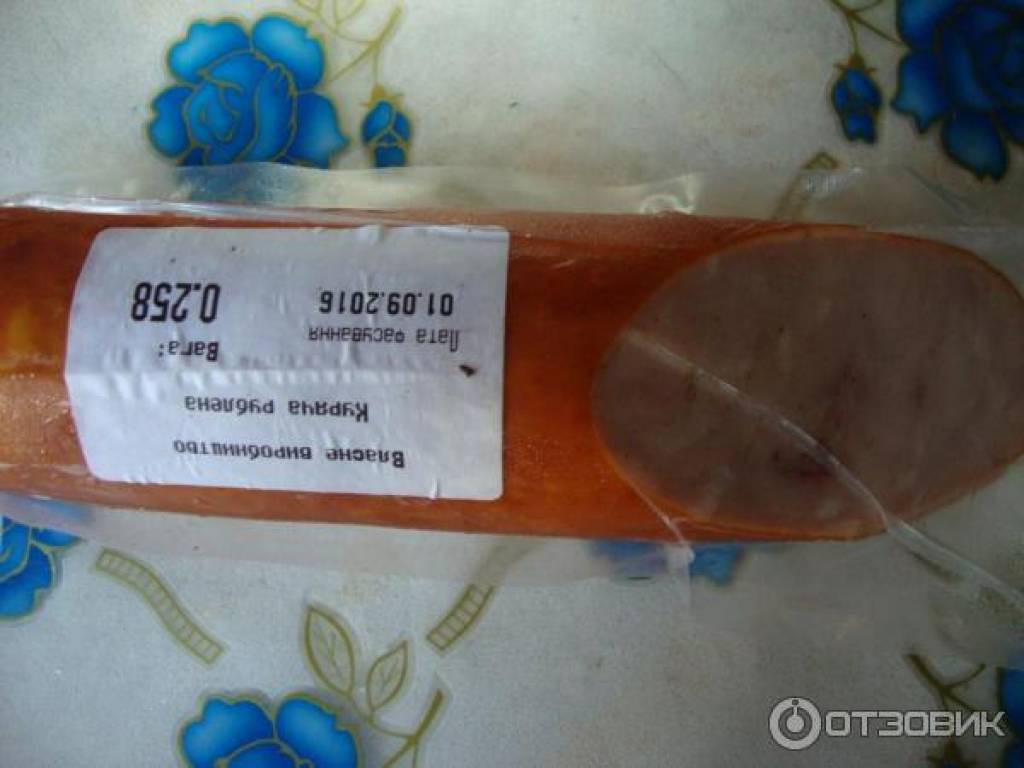 Власне виробництво
Куряча рублена
Дата фасування Вага:
01.09.2016 0.258
ОТЗОВИК